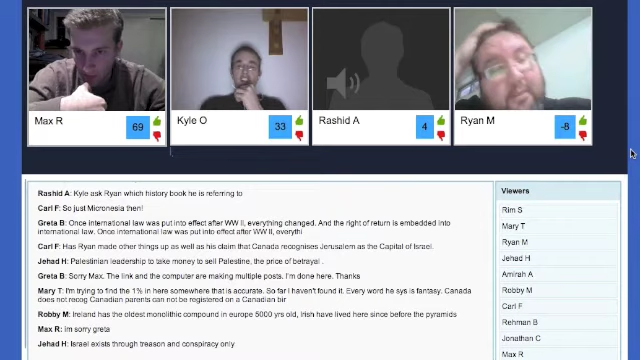 Max R
69
Kyle O
33
Rashid A
4
Ryan M
-8
Rashid A: Kyle ask Ryan which history book he is referring to
Carl F: So just Micronesia then!
Greta B: Once international law was put into effect after WW II, everything changed. And the right of return is embedded into
international law. Once international law was put into effect after WW II, everythi
Carl F: Has Ryan made other things up as well as his claim that Canada recognises Jerusalem as the Capital of Israel.
Jehad H: Palestinian leadership to take money to sell Palestine, the price of betrayal .
Greta B: Sorry Max. The link and the computer are making multiple posts. I'm done here. Thanks
Mary T: I'm trying to find the 1% in here somewhere that is accurate. So far I haven't found it. Every word he sys is fantasy. Canada
does not recog Canadian parents can not be registered on a Canadian bir
Robby M: Ireland has the oldest monolithic compound in europe 5000 yrs old, Irish have lived here since before the pyramids
Max R: im sorry greta
Jehad H: Israel exists through treason and conspiracy only
Viewers
Rim S
Mary T
Ryan M
Jehad H
Amirah A
Robby M
Carl F
Rehman B
Jonathan C
Max R